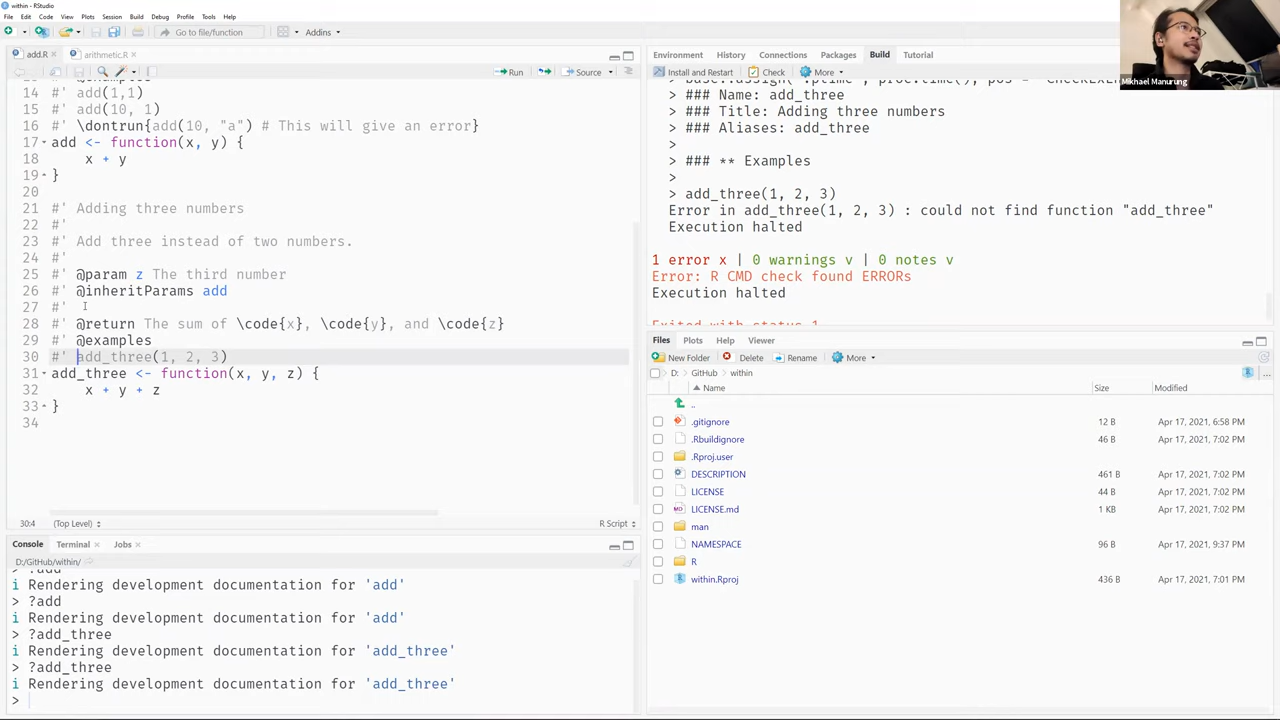 within - RStudio
File Edit Code View Plots Session Build Debug Profile Tools Help
Go to file/function
Addins
add.R
arithmetic.R
Run
Source
14 #' add(1,1)
15 #' add(10, 1)
16 #' \dontrun{add(10, "a") # This will give an error}
17 add <- function(x, y) {
18 x + y
19 }
20
21 #' Adding three numbers
22 #'
23 #' Add three instead of two numbers.
24 #'
25 #' @param z The third number
26 #' @inheritParams add
27 #'
28 #' @return The sum of \code{x}, \code{y}, and \code{z}
29 #' @examples
30 #' add_three(1, 2, 3)
31 add_three <- function(x, y, z) {
32 x + y + z
33 }
34
30:4 (Top Level) R Script
Console Terminal Jobs
D:/GitHub/within/
> ?add
i Rendering development documentation for 'add'
> ?add
i Rendering development documentation for 'add'
> ?add_three
i Rendering development documentation for 'add_three'
> ?add_three
i Rendering development documentation for 'add_three'
>
Environment History Connections Packages Build Tutorial
Install and Restart Check More
> ### Name: add_three
> ### Title: Adding three numbers
> ### Aliases: add_three
>
> ### ** Examples
>
> add_three(1, 2, 3)
Error in add_three(1, 2, 3) : could not find function "add_three"
Execution halted
1 error x | 0 warnings v | 0 notes v
Error: R CMD check found ERRORs
Execution halted
Exited with status 1
Files Plots Help Viewer
New Folder Delete Rename More
D: GitHub within
Name Size Modified
..
.gitignore 12 B Apr 17, 2021, 6:58 PM
.Rbuildignore 46 B Apr 17, 2021, 7:02 PM
.Rproj.user
DESCRIPTION 461 B Apr 17, 2021, 7:02 PM
LICENSE 44 B Apr 17, 2021, 7:02 PM
LICENSE.md 1 KB Apr 17, 2021, 7:02 PM
man
NAMESPACE 96 B Apr 17, 2021, 9:37 PM
R
within.Rproj 436 B Apr 17, 2021, 7:01 PM
Mikhael Manurung